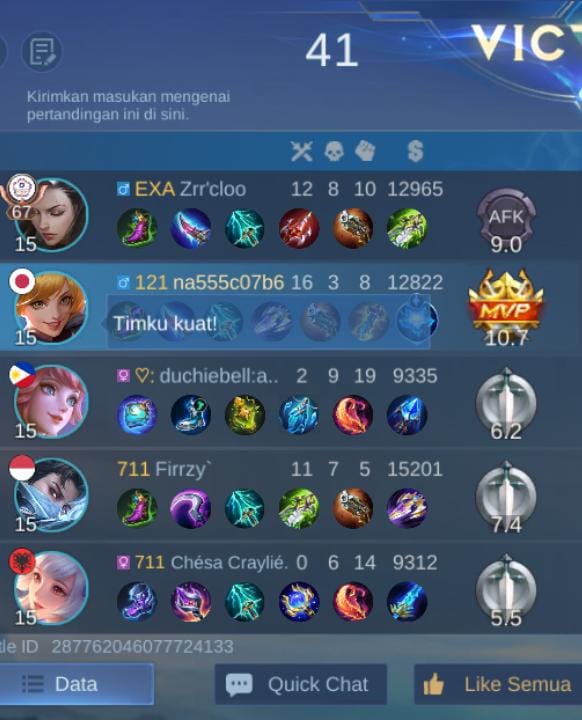 41
VICT
Kirimkan masukan mengenai
pertandingan ini di sini.
67
EXA Zrr'cloo 12 8 10 12965
AFK
15
9.0
121 na555c07b6 16 3 8 12822
MVP
Timku kuat!
15
10.7
♡: duchiebell:a.. 2 9 19 9335
15
6.2
711 Firrzy` 11 7 5 15201
15
7.4
711 Chésa Craylié. 0 6 14 9312
15
5.5
tle ID 287762046077724133
Data
Quick Chat
Like Semua